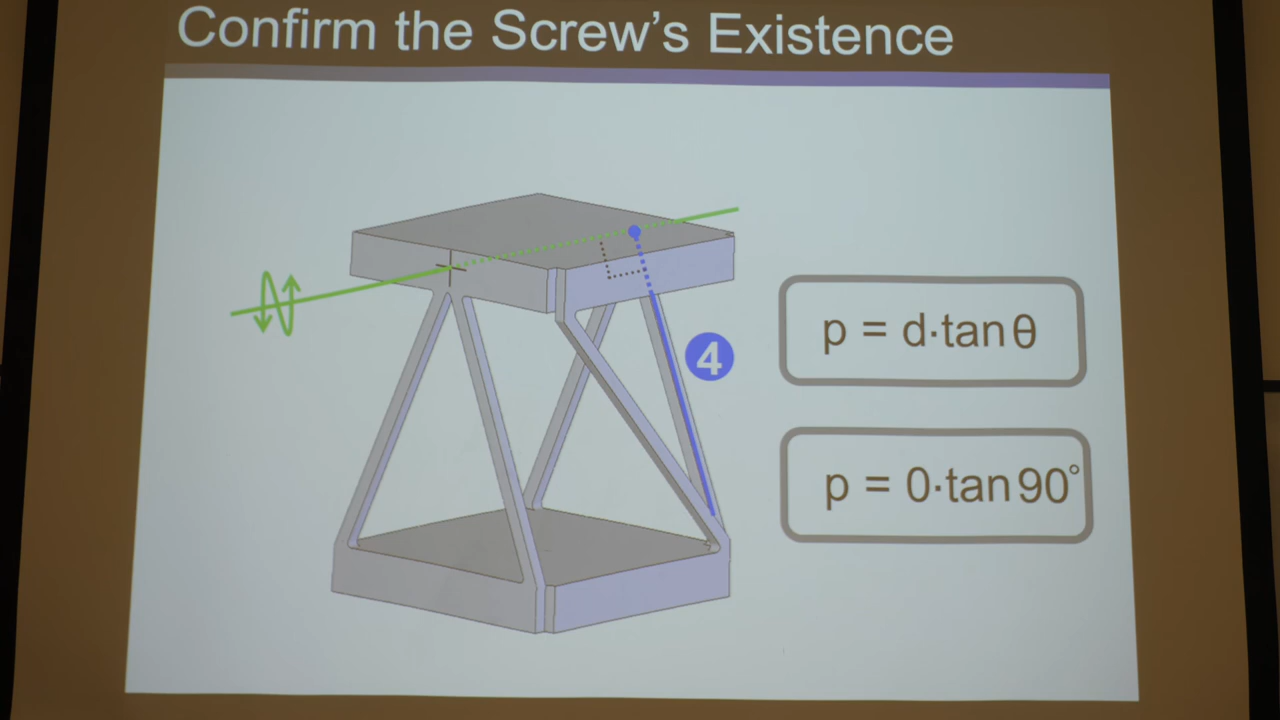 Confirm the Screw's Existence
4
p = d·tan θ
p = 0·tan 90°